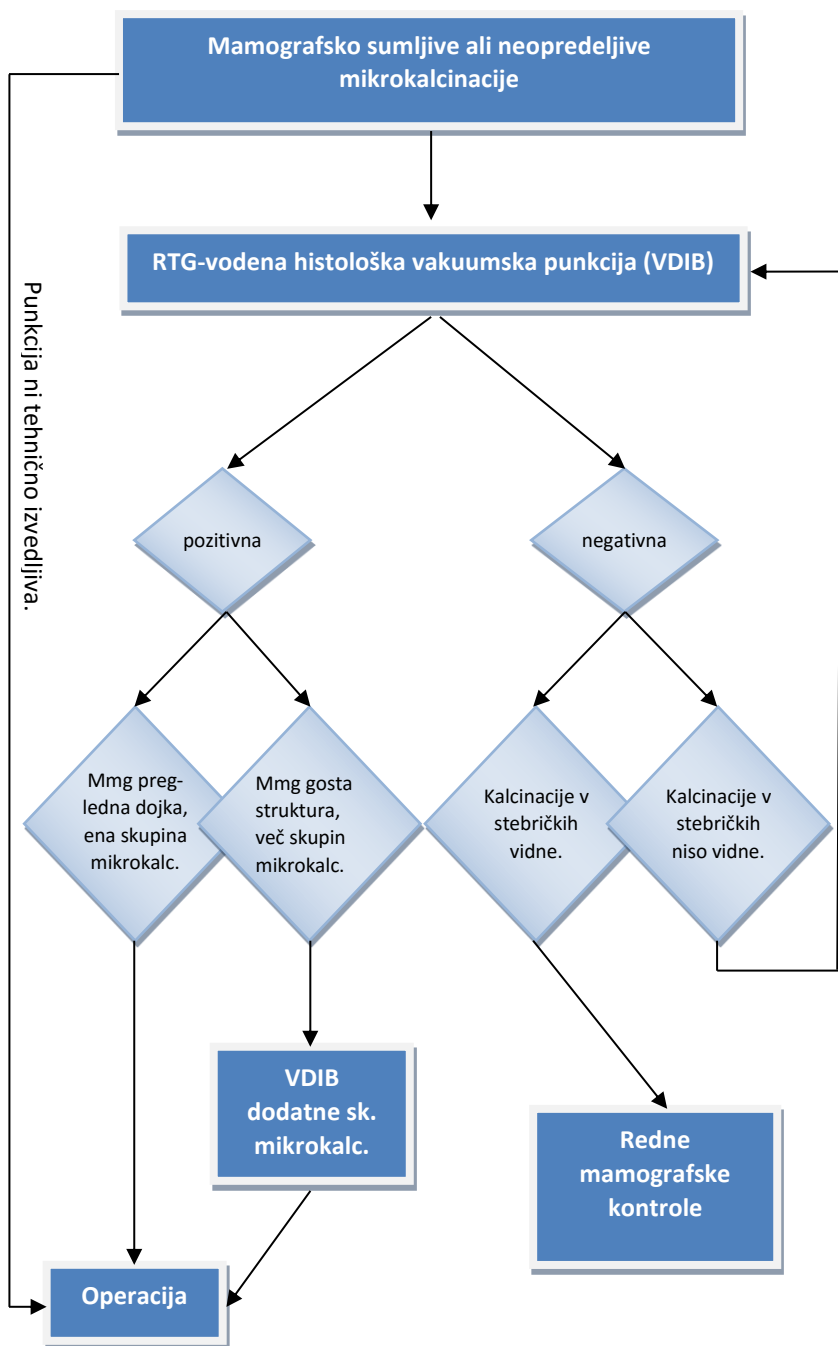 Mamografsko sumljive ali neopredeljive
mikrokalcinacije
RTG-vodena histološka vakuumska punkcija (VDIB)
Punkcija ni tehnično izvedljiva.
pozitivna
negativna
Mmg preg-
ledna dojka,
ena skupina
mikrokalc.
Mmg gosta
struktura,
več skupin
mikrokalc.
Kalcinacije v
stebričkih
vidne.
Kalcinacije v
stebričkih
niso vidne.
VDIB
dodatne sk.
mikrokalc.
Redne
mamografske
kontrole
Operacija